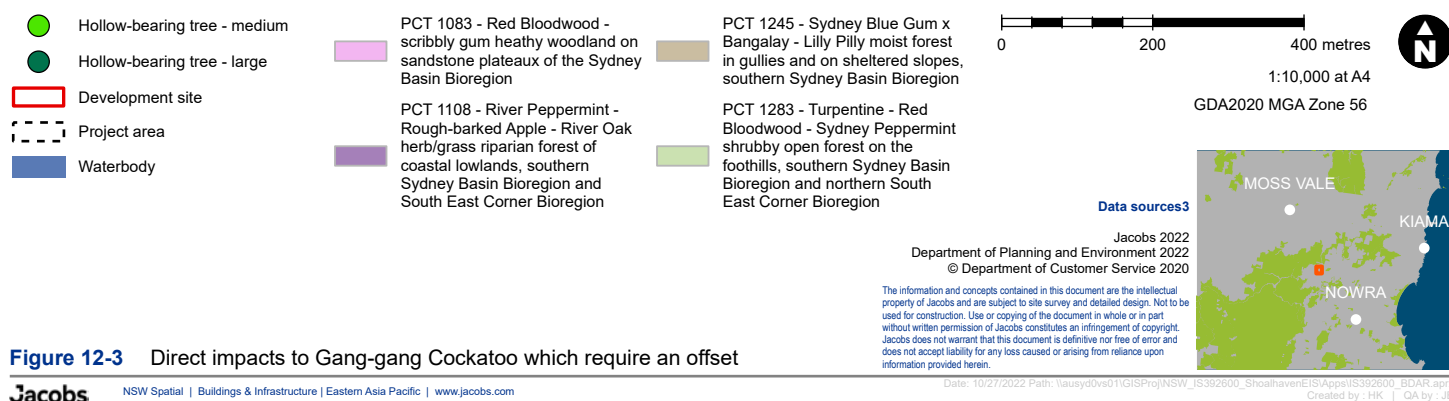 Hollow-bearing tree - medium
Hollow-bearing tree - large
Development site
Project area
Waterbody
PCT 1083 - Red Bloodwood -
scribbly gum heathy woodland on
sandstone plateaux of the Sydney
Basin Bioregion
PCT 1108 - River Peppermint -
Rough-barked Apple - River Oak
herb/grass riparian forest of
coastal lowlands, southern
Sydney Basin Bioregion and
South East Corner Bioregion
PCT 1245 - Sydney Blue Gum x
Bangalay - Lilly Pilly moist forest
in gullies and on sheltered slopes,
southern Sydney Basin Bioregion
PCT 1283 - Turpentine - Red
Bloodwood - Sydney Peppermint
shrubby open forest on the
foothills, southern Sydney Basin
Bioregion and northern South
East Corner Bioregion
0 200 400 metres
N
1:10,000 at A4
GDA2020 MGA Zone 56
Data sources3
Jacobs 2022
Department of Planning and Environment 2022
© Department of Customer Service 2020
The information and concepts contained in this document are the intellectual
property of Jacobs and are subject to site survey and detailed design. Not to be
used for construction. Use or copying of the document in whole or in part
without written permission of Jacobs constitutes an infringement of copyright.
Jacobs does not warrant that this document is definitive nor free of error and
does not accept liability for any loss caused or arising from reliance upon
information provided herein.
MOSS VALE
KIAMA
NOWRA
Figure 12-3 Direct impacts to Gang-gang Cockatoo which require an offset
Jacobs
NSW Spatial | Buildings & Infrastructure | Eastern Asia Pacific | www.jacobs.com
Date: 10/27/2022 Path: \\ausyd0vs01\GISProj\NSW_IS392600_ShoalhavenEIS\Apps\IS392600_BDAR.apr
Created by : HK | QA by :